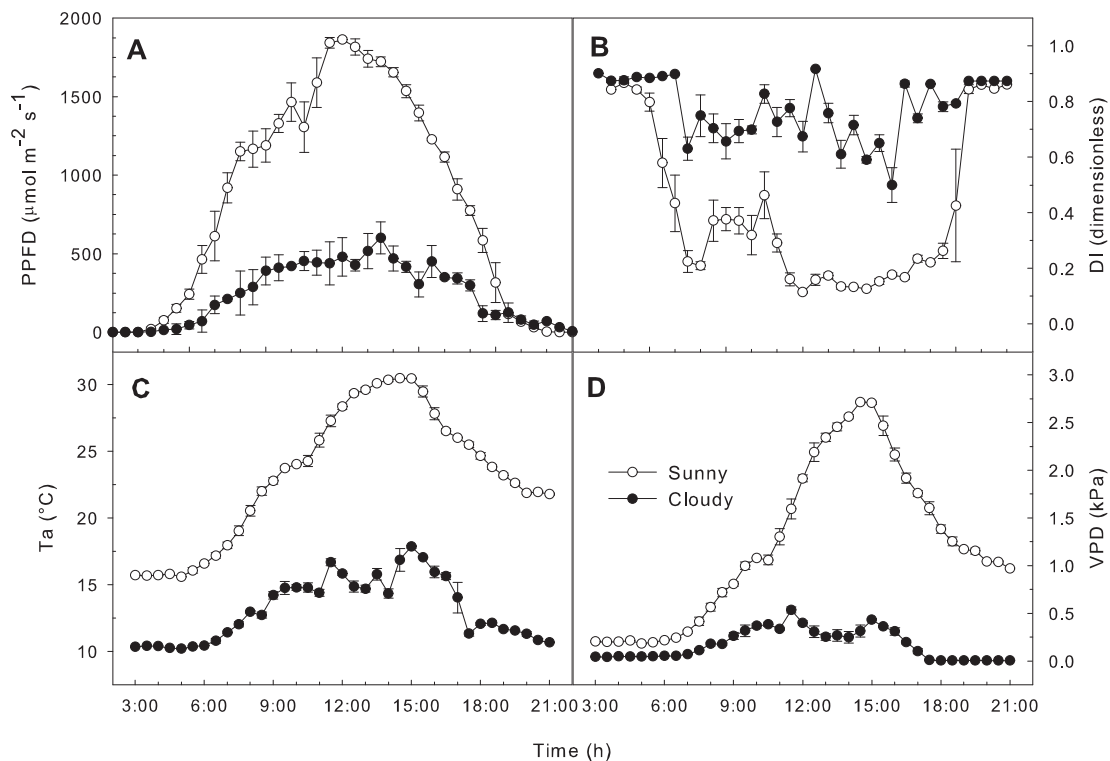 A
B
2000
1500
1000
500
0
PPFD (μmol m⁻² s⁻¹)
1.0
0.8
0.6
0.4
0.2
0.0
DI (dimensionless)
C
D
30
25
20
15
10
Ta (°C)
Sunny
Cloudy
3.0
2.5
2.0
1.5
1.0
0.5
0.0
VPD (kPa)
3:00 6:00 9:00 12:00 15:00 18:00 21:00
3:00 6:00 9:00 12:00 15:00 18:00 21:00
Time (h)